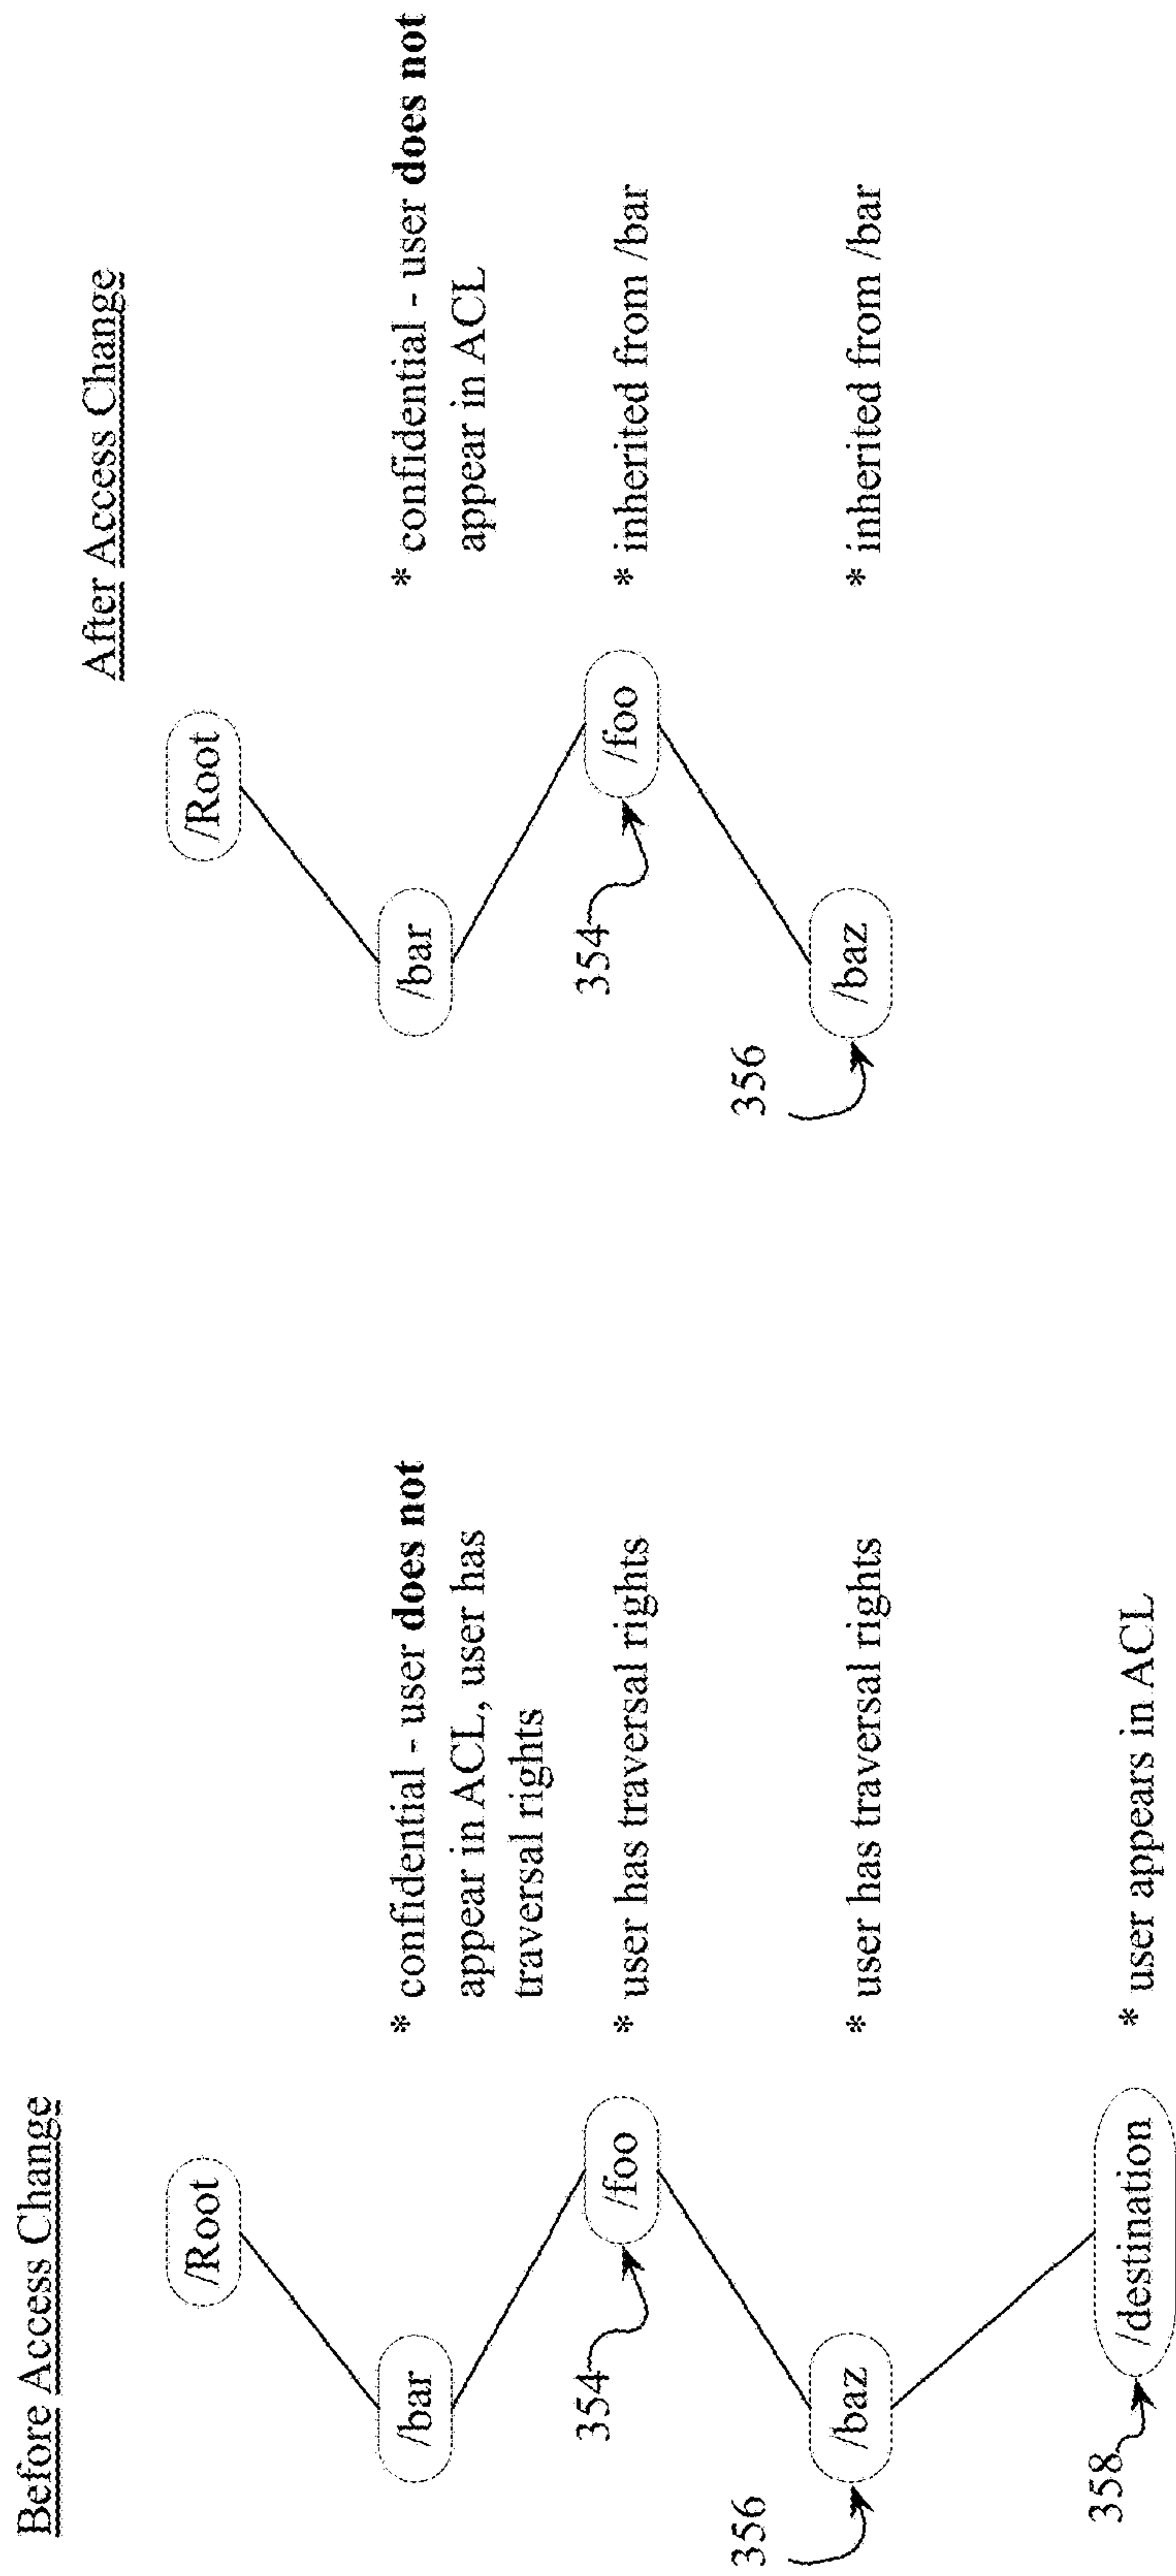 Before Access Change
/Root
/bar
* confidential - user does not
appear in ACL, user has
traversal rights
354
/foo
* user has traversal rights
356
/baz
* user has traversal rights
358
/destination
* user appears in ACL
After Access Change
/Root
/bar
* confidential - user does not
appear in ACL
354
/foo
* inherited from /bar
356
/baz
* inherited from /bar